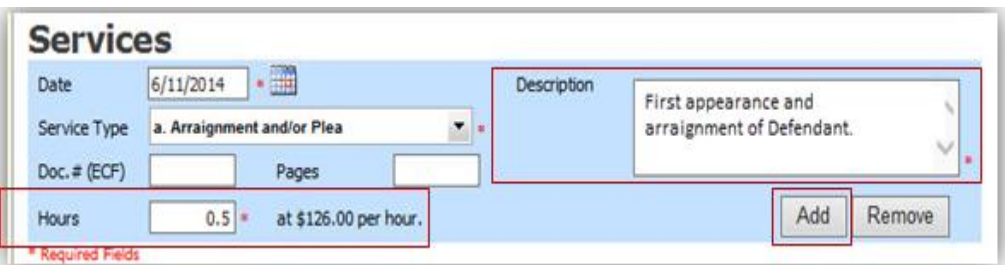 Services
Date 6/11/2014 * Description First appearance and
arraignment of Defendant. *
Service Type a. Arraignment and/or Plea *
Doc.# (ECF) Pages
Hours 0.5 * at $126.00 per hour. Add Remove
* Required Fields